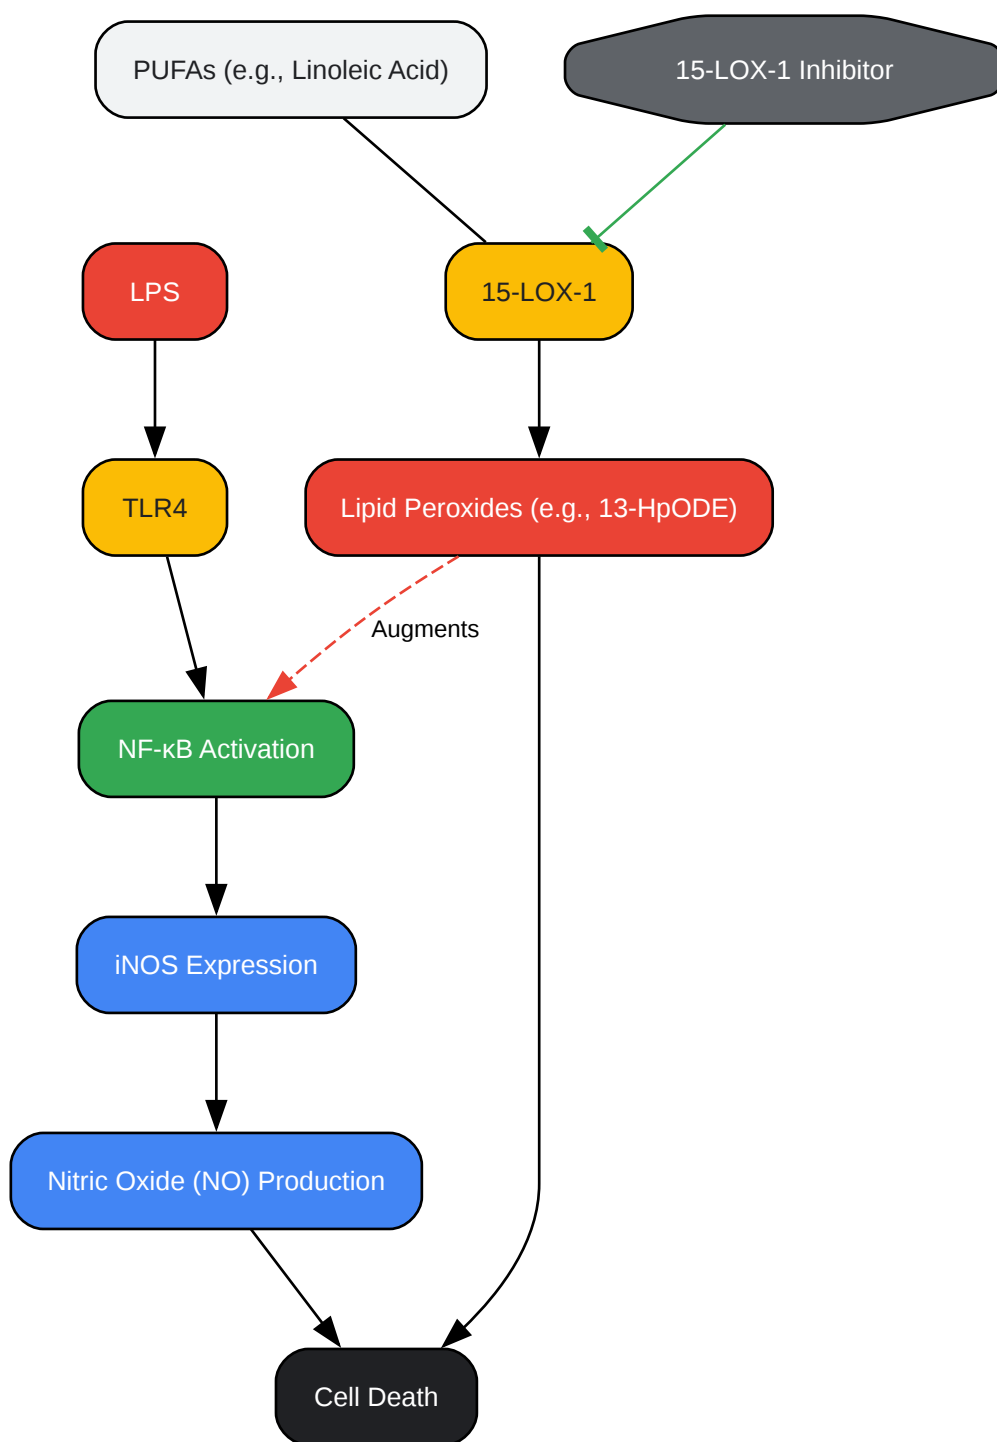 PUFAs (e.g., Linoleic Acid)
15-LOX-1 Inhibitor
LPS
15-LOX-1
TLR4
Lipid Peroxides (e.g., 13-HpODE)
Augments
NF-κB Activation
iNOS Expression
Nitric Oxide (NO) Production
Cell Death